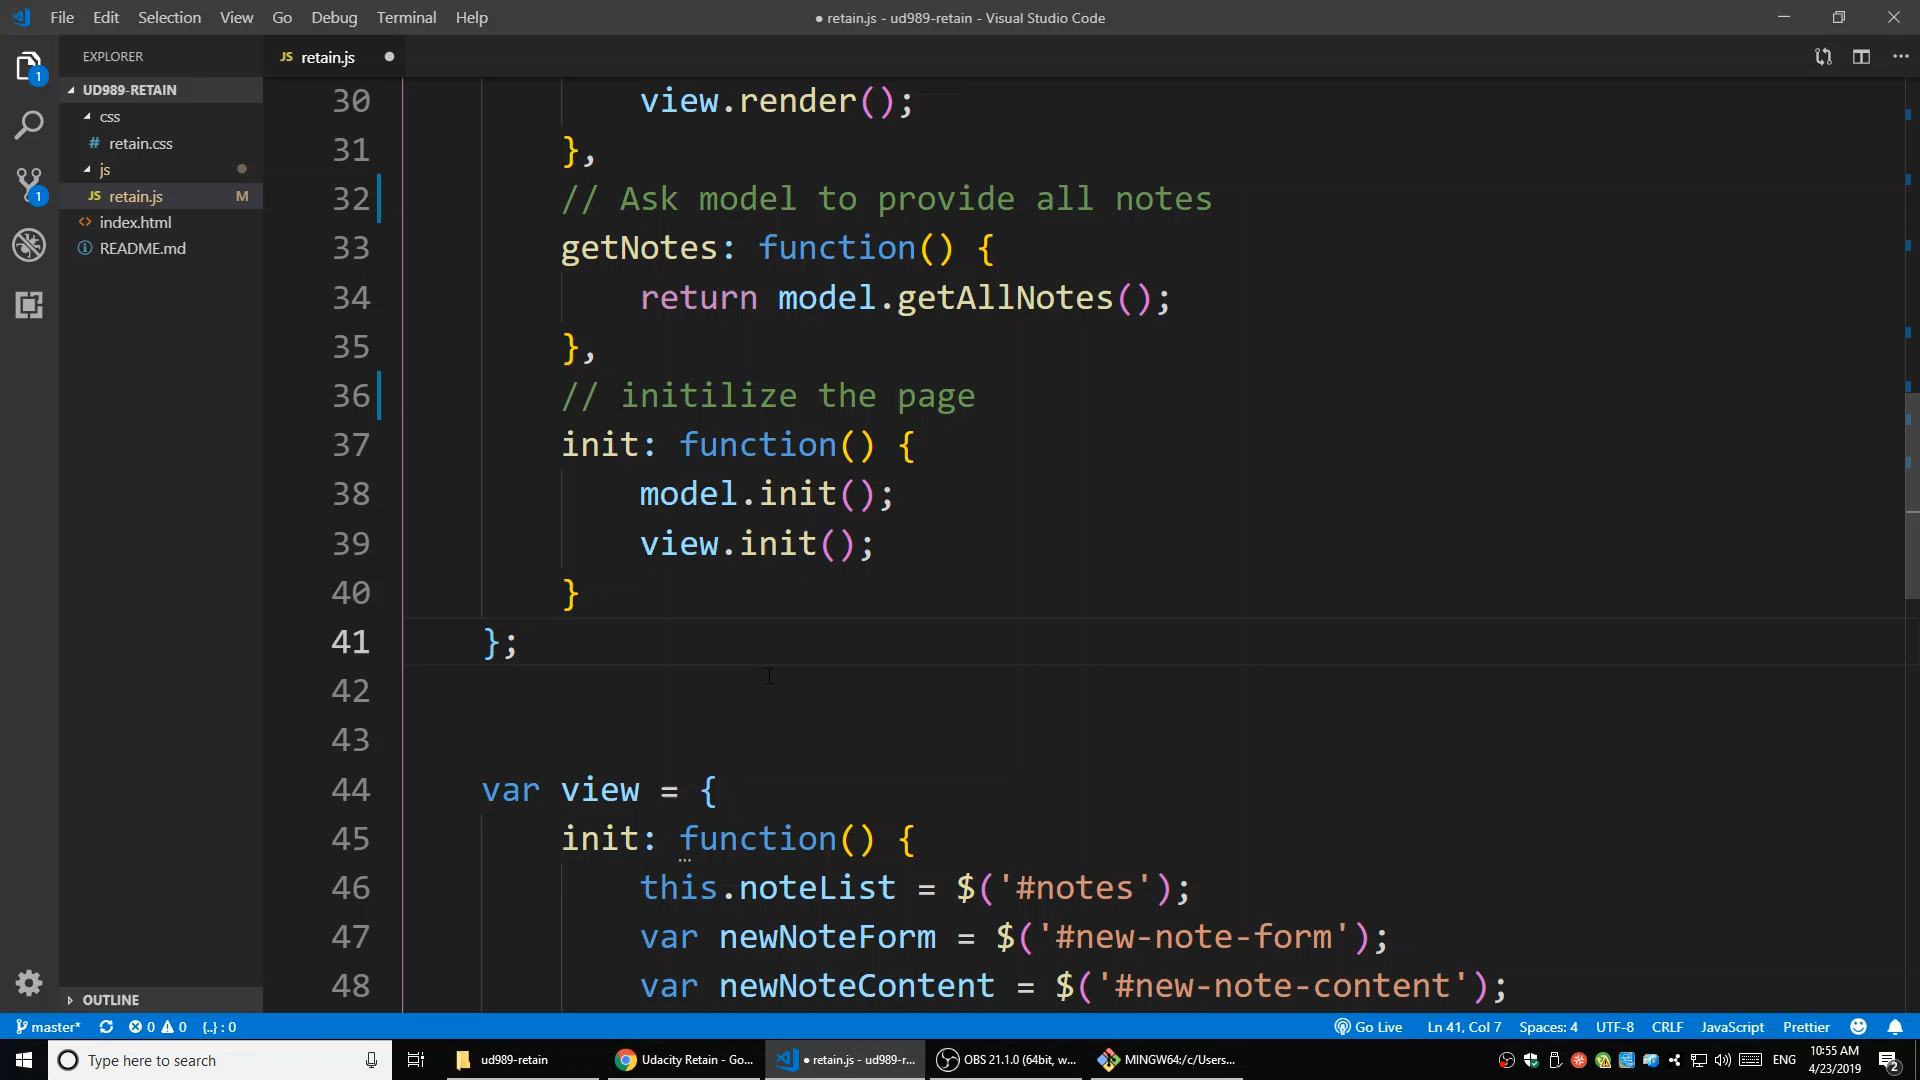 File Edit Selection View Go Debug Terminal Help
● retain.js - ud989-retain - Visual Studio Code
EXPLORER
JS retain.js ●
UD989-RETAIN
css
# retain.css
js
JS retain.js M
index.html
README.md
OUTLINE
1
1
30 view.render();
31 },
32 // Ask model to provide all notes
33 getNotes: function() {
34 return model.getAllNotes();
35 },
36 // initilize the page
37 init: function() {
38 model.init();
39 view.init();
40 }
41 };
42
43
44 var view = {
45 init: function() {
46 this.noteList = $('#notes');
47 var newNoteForm = $('#new-note-form');
48 var newNoteContent = $('#new-note-content');
master* 0 0 {..} : 0
Go Live Ln 41, Col 7 Spaces: 4 UTF-8 CRLF JavaScript Prettier
Type here to search
ud989-retain
Udacity Retain - Go...
● retain.js - ud989-r...
OBS 21.1.0 (64bit, w...
MINGW64:/c/Users...
ENG
10:55 AM
4/23/2019
2